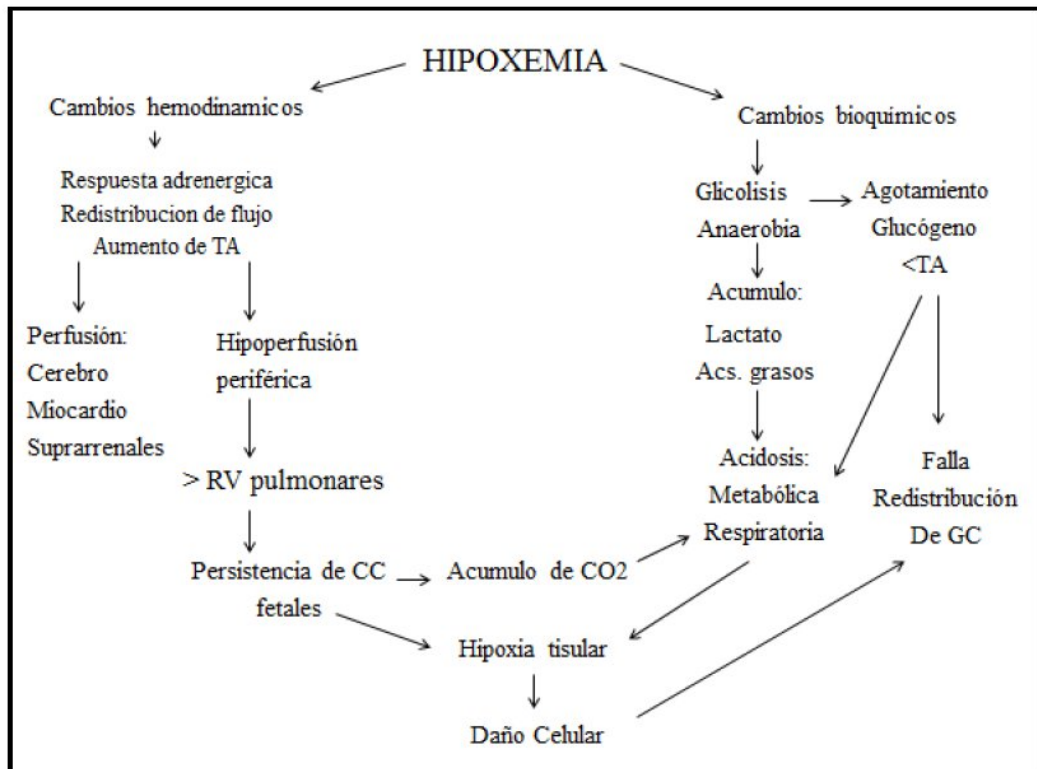 HIPOXEMIA
Cambios hemodinamicos
Respuesta adrenergica
Redistribucion de flujo
Aumento de TA
Perfusión:
Cerebro
Miocardio
Suprarrenales
Hipoperfusión
periférica
> RV pulmonares
Persistencia de CC
fetales
Acumulo de CO2
Cambios bioquímicos
Glicolisis
Anaerobia
Agotamiento
Glucógeno
<TA
Acumulo:
Lactato
Acs. grasos
Acidosis:
Metabólica
Respiratoria
Falla
Redistribución
De GC
Hipoxia tisular
Daño Celular